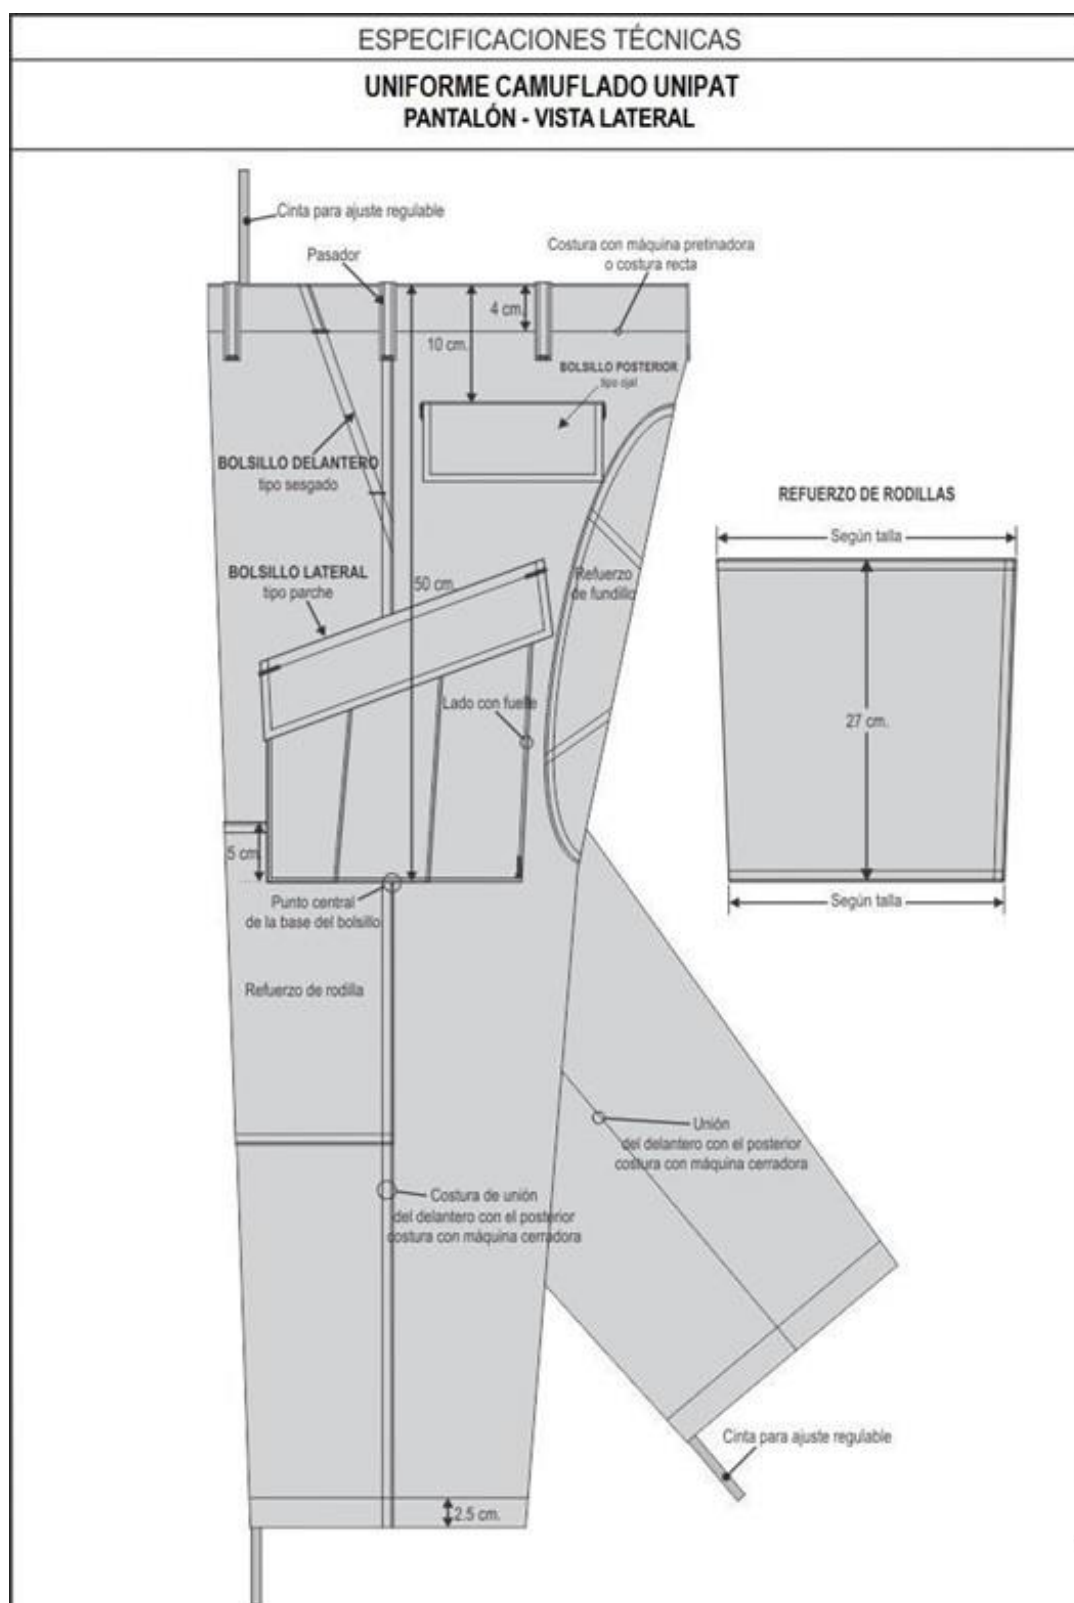 ESPECIFICACIONES TÉCNICAS
UNIFORME CAMUFLADO UNIPAT
PANTALÓN - VISTA LATERAL
Cinta para ajuste regulable
Pasador
Costura con máquina pretinadora
o costura recta
4 cm.
10 cm.
BOLSILLO POSTERIOR
tipo ojal
BOLSILLO DELANTERO
tipo sesgado
REFUERZO DE RODILLAS
Según talla
BOLSILLO LATERAL
tipo parche
50 cm.
Refuerzo
de fundillo
Lado con fuelle
27 cm.
5 cm.
Punto central
de la base del bolsillo
Según talla
Refuerzo de rodilla
Unión
del delantero con el posterior
costura con máquina cerradora
Costura de unión
del delantero con el posterior
costura con máquina cerradora
Cinta para ajuste regulable
2.5 cm.